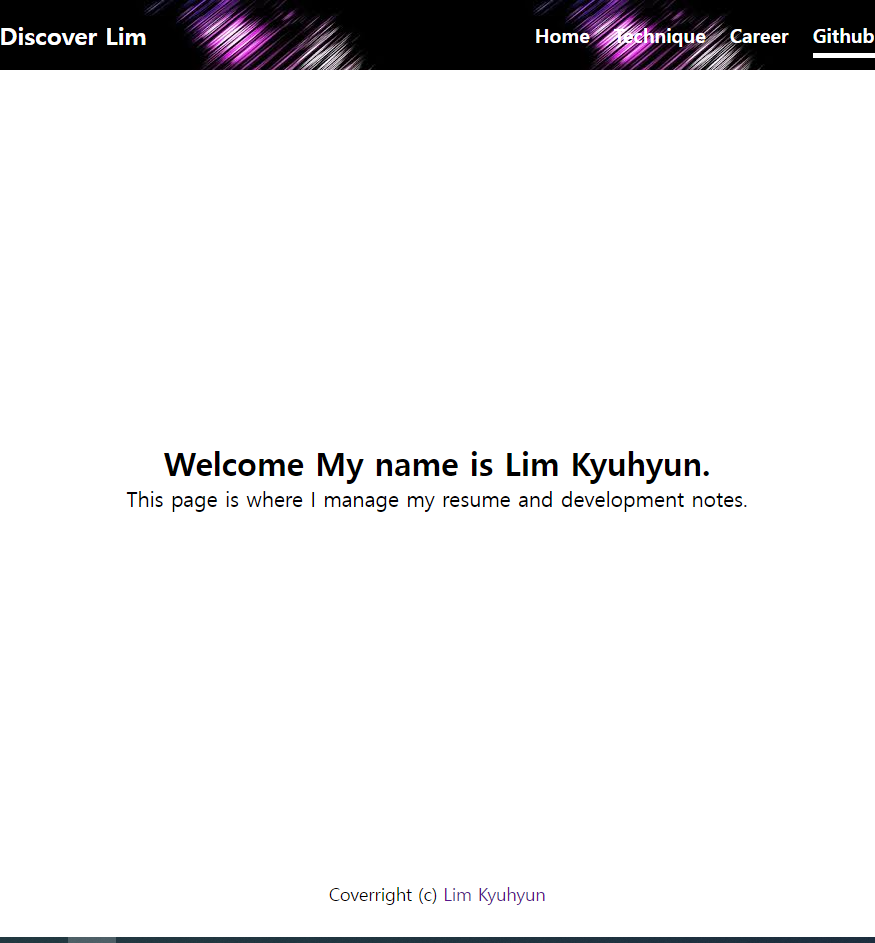 Discover Lim Home Technique Career Github
Welcome My name is Lim Kyuhyun.
This page is where I manage my resume and development notes.
Coverright (c) Lim Kyuhyun